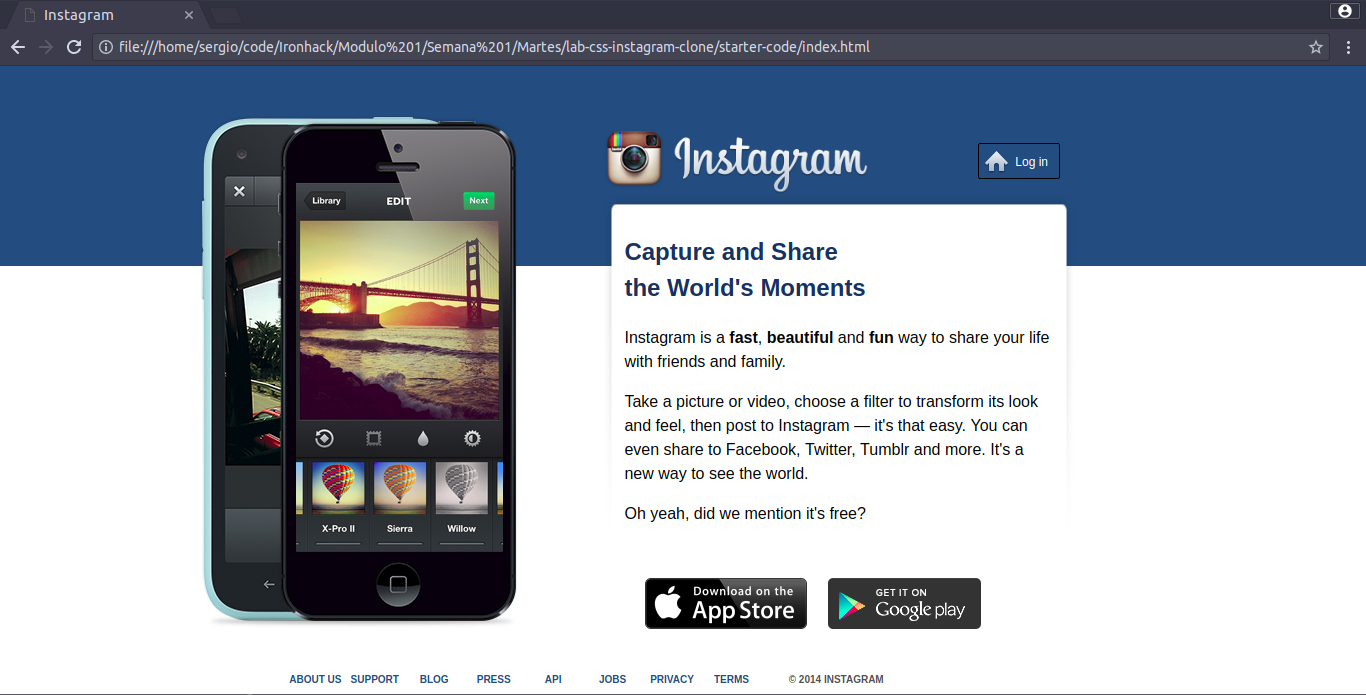 Instagram
file:///home/sergio/code/Ironhack/Modulo%201/Semana%201/Martes/lab-css-instagram-clone/starter-code/index.html
Instagram
Log in
Library
EDIT
Next
X-Pro II
Sierra
Willow
Capture and Share
the World's Moments
Instagram is a fast, beautiful and fun way to share your life
with friends and family.
Take a picture or video, choose a filter to transform its look
and feel, then post to Instagram — it's that easy. You can
even share to Facebook, Twitter, Tumblr and more. It's a
new way to see the world.
Oh yeah, did we mention it's free?
Download on the
App Store
GET IT ON
Google play
ABOUT US SUPPORT BLOG PRESS API JOBS PRIVACY TERMS © 2014 INSTAGRAM